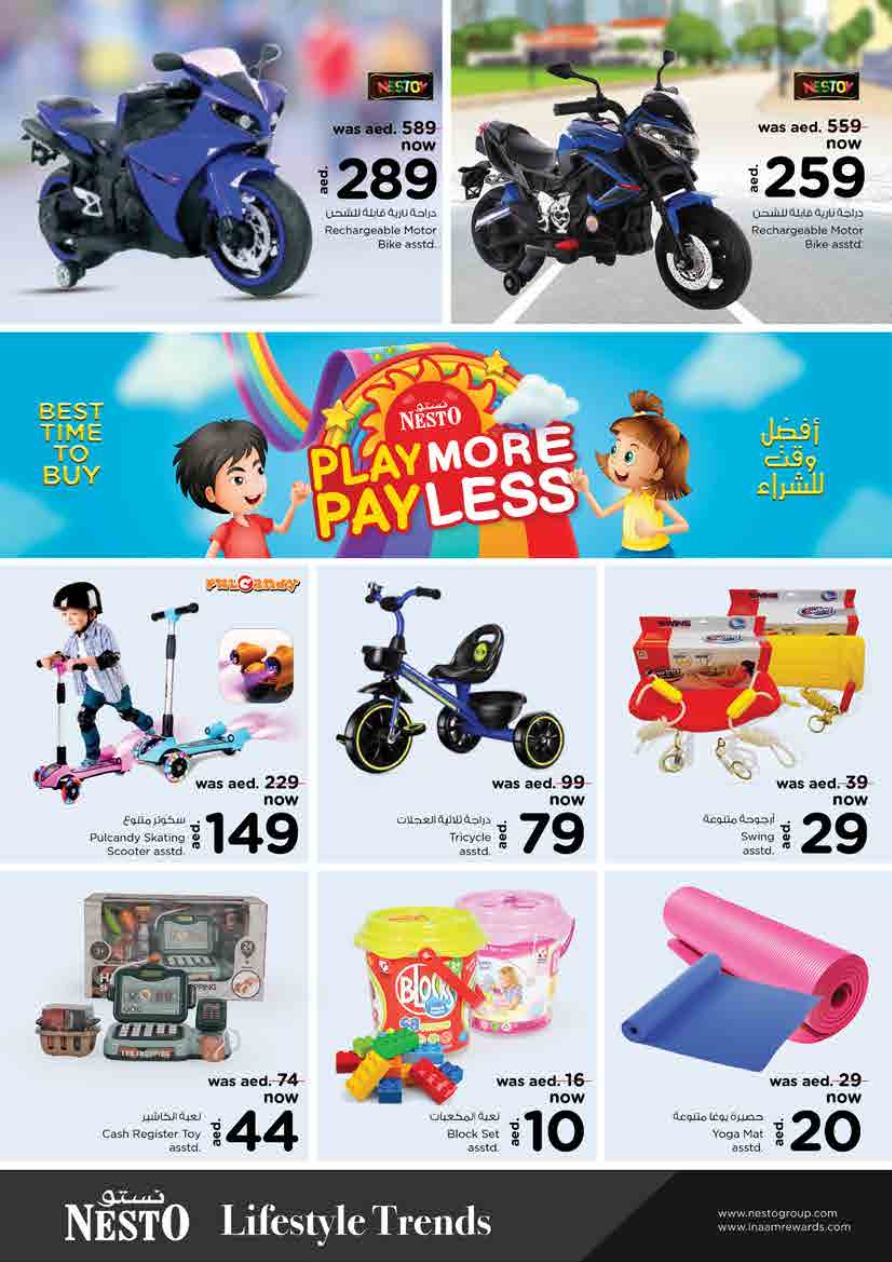 NESTOY
was aed. 589
now
aed. 289
دراجة نارية قابلة للشحن
Rechargeable Motor
Bike asstd.
NESTOY
was aed. 559
now
aed. 259
دراجة نارية قابلة للشحن
Rechargeable Motor
Bike asstd.
BEST
TIME
TO
BUY
نستو
NESTO
PLAY MORE
PAY LESS
أفضل
وقت
للشراء
PULCANDY
was aed. 229
now
aed. 149
سكوتر متنوع
Pulcandy Skating
Scooter asstd.
was aed. 99
now
aed. 79
دراجة ثلاثية العجلات
Tricycle
asstd.
SWING
SWING
was aed. 39
now
aed. 29
أرجوحة متنوعة
Swing
asstd.
was aed. 74
now
aed. 44
لعبة الكاشير
Cash Register Toy
asstd.
BLOCKS
was aed. 16
now
aed. 10
لعبة المكعبات
Block Set
asstd.
was aed. 29
now
aed. 20
حصيرة يوغا متنوعة
Yoga Mat
asstd.
نستو
NESTO
Lifestyle Trends
www.nestogroup.com
www.inaamrewards.com